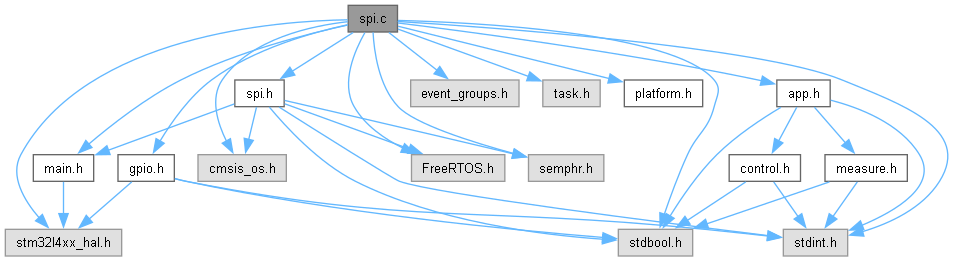 spi.c
spi.h
event_groups.h
task.h
platform.h
app.h
main.h
gpio.h
cmsis_os.h
FreeRTOS.h
semphr.h
control.h
measure.h
stm32l4xx_hal.h
stdbool.h
stdint.h